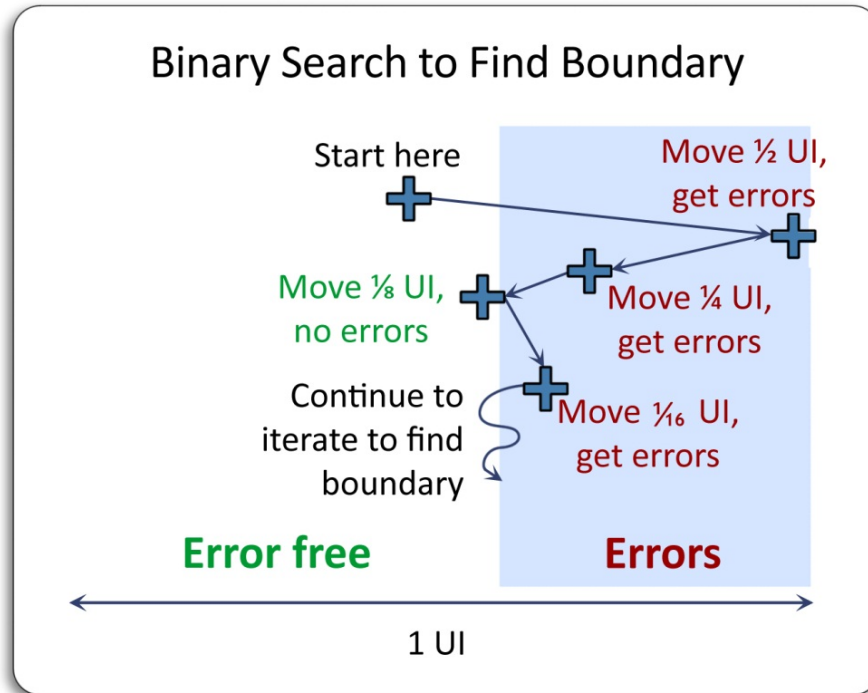 Binary Search to Find Boundary
Start here
Move ½ UI,
get errors
Move ¼ UI,
get errors
Move ⅛ UI,
no errors
Move ¹⁄₁₆ UI,
get errors
Continue to
iterate to find
boundary
Error free
Errors
1 UI